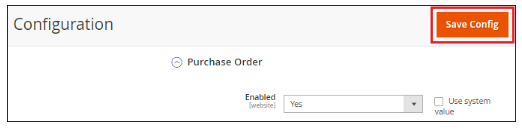 Configuration
Save Config
Purchase Order
Enabled
[website]
Yes
Use system
value